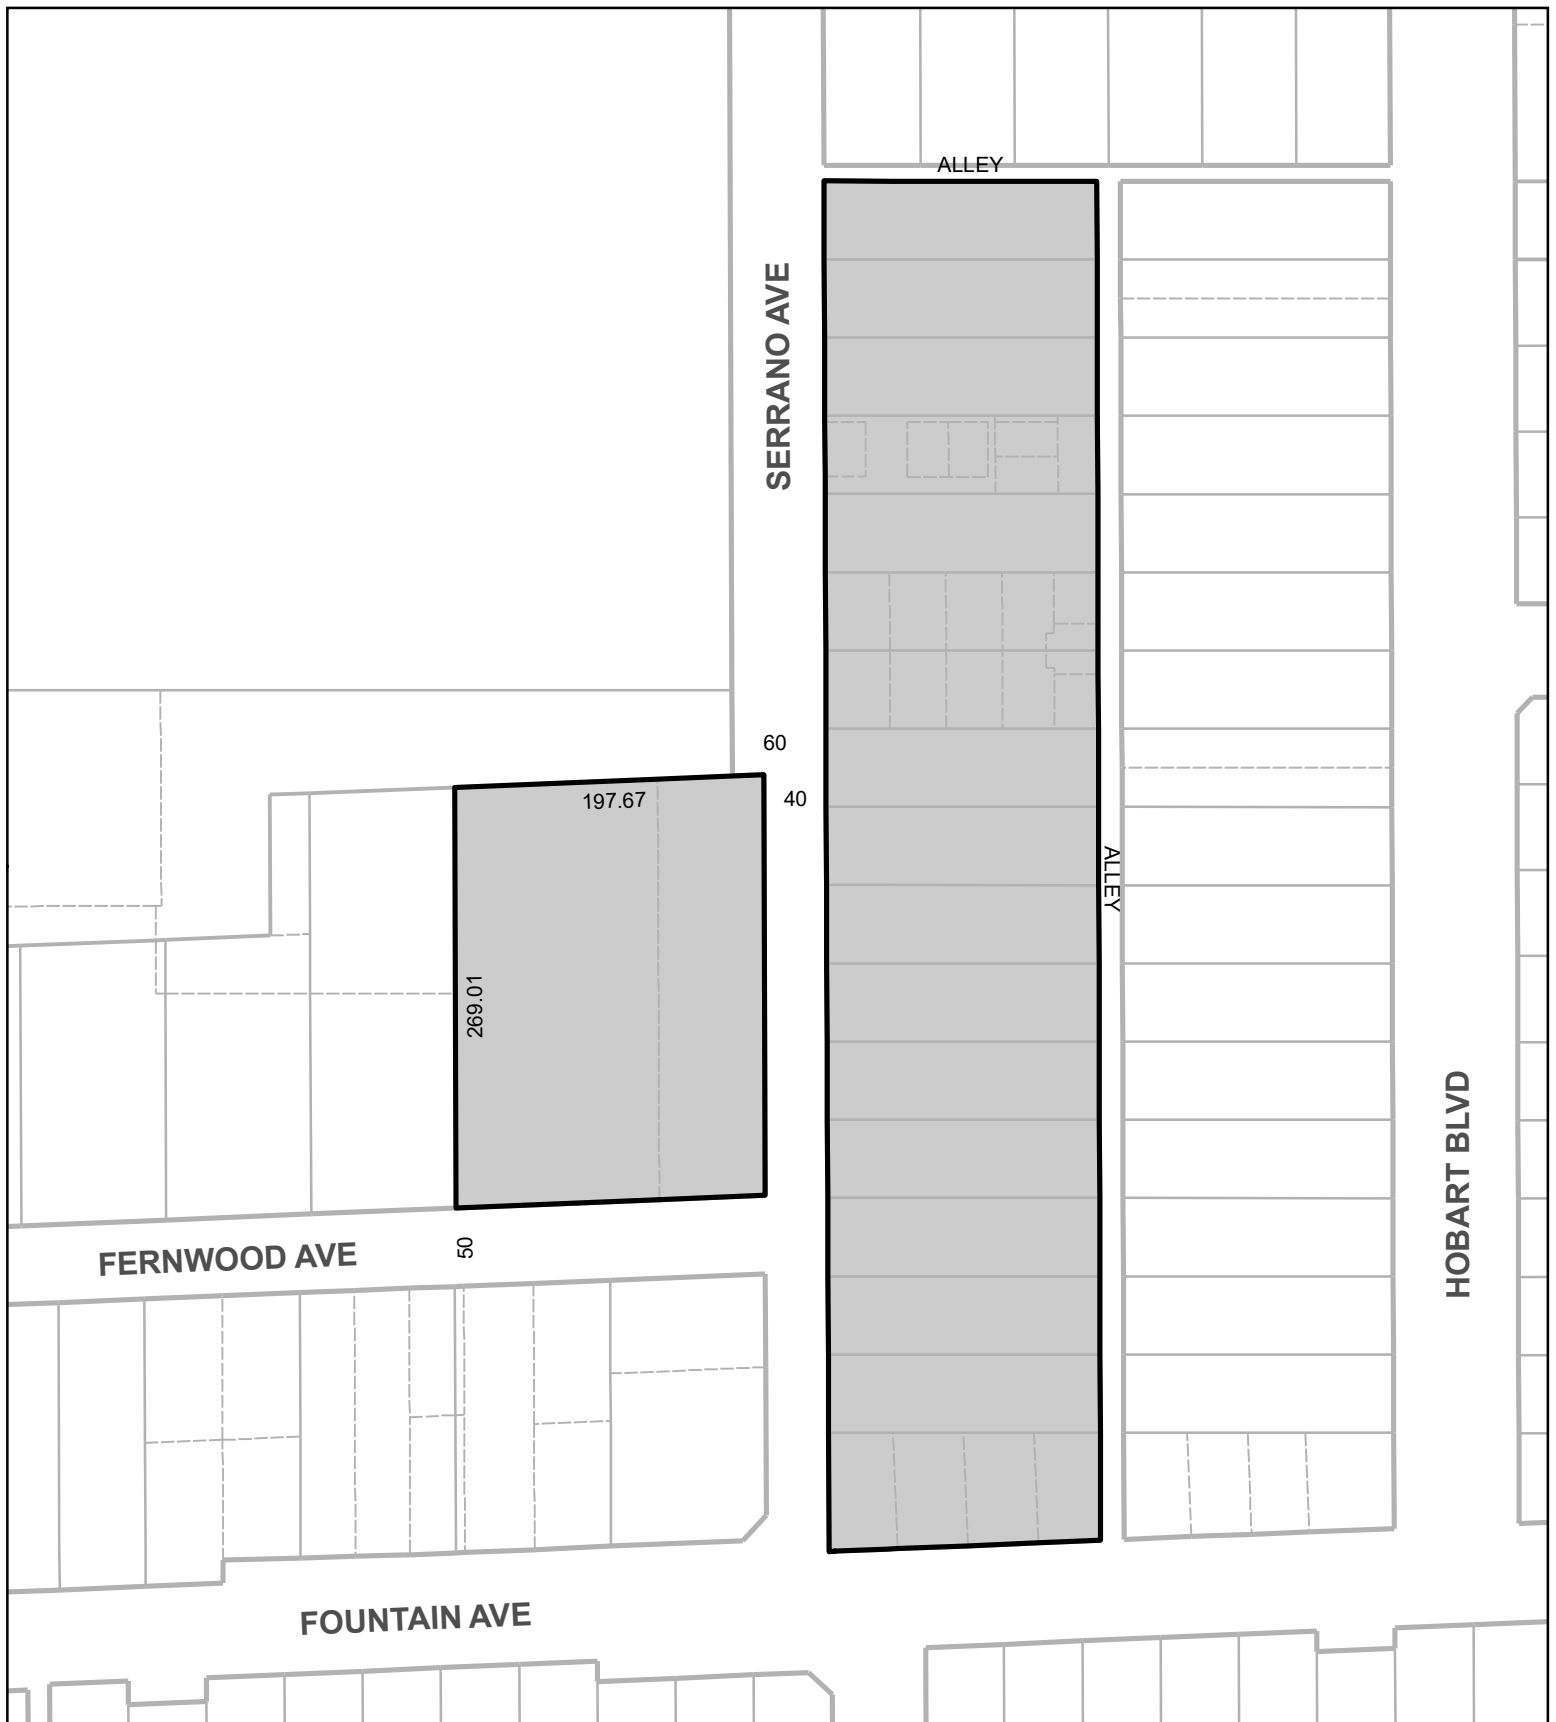 ALLEY
SERRANO AVE
60
197.67
40
ALLEY
269.01
HOBART BLVD
FERNWOOD AVE
50
FOUNTAIN AVE